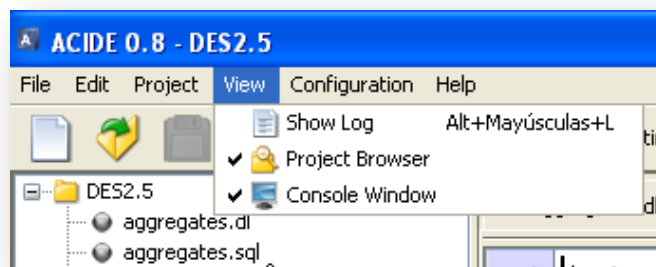 ACIDE 0.8 - DES2.5
File Edit Project View Configuration Help
Show Log Alt+Mayúsculas+L
Project Browser
Console Window
DES2.5
aggregates.dl
aggregates.sql